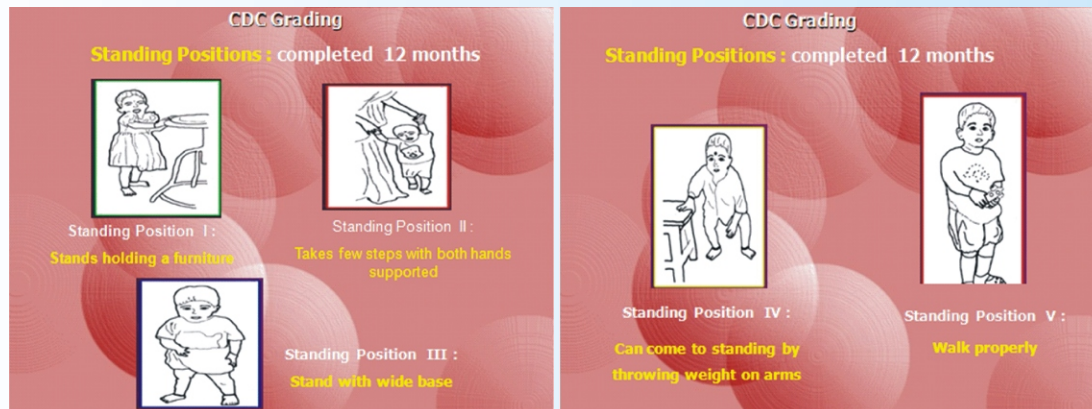 CDC Grading
Standing Positions : completed 12 months
Standing Position I :
Stands holding a furniture
Standing Position II :
Takes few steps with both hands
supported
Standing Position III :
Stand with wide base
CDC Grading
Standing Positions : completed 12 months
Standing Position IV :
Can come to standing by
throwing weight on arms
Standing Position V :
Walk properly